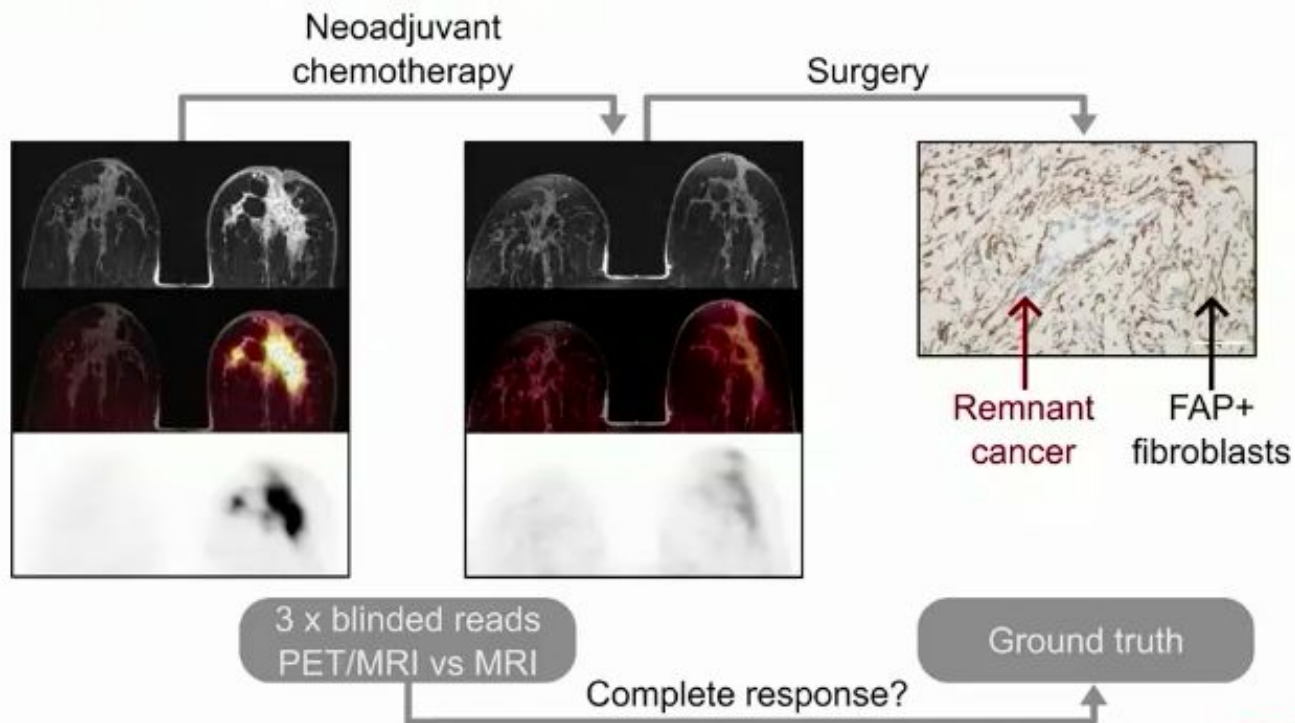 Neoadjuvant
chemotherapy
Surgery
Remnant
cancer
FAP+
fibroblasts
3 x blinded reads
PET/MRI vs MRI
Ground truth
Complete response?